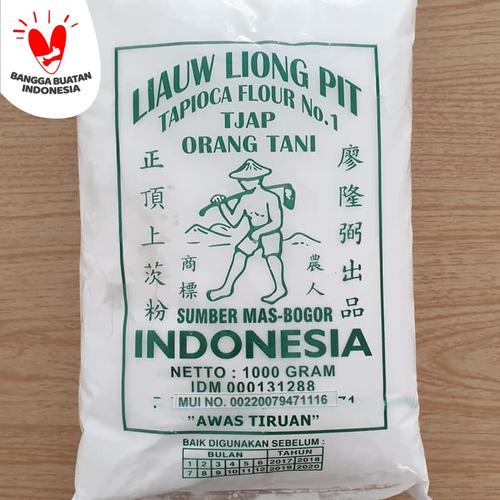 BANGGA BUATAN
INDONESIA
LIAUW LIONG PIT
TAPIOCA FLOUR No.1
TJAP
ORANG TANI
正頂上茨粉
廖隆弼出品
商標
農人
SUMBER MAS-BOGOR
INDONESIA
NETTO : 1000 GRAM
IDM 000131288
MUI NO. 00220079471116
71
"AWAS TIRUAN"
BAIK DIGUNAKAN SEBELUM :
BULAN TAHUN
1 2 3 4 5 6 2017 2018
7 8 9 10 11 12 2019 2020